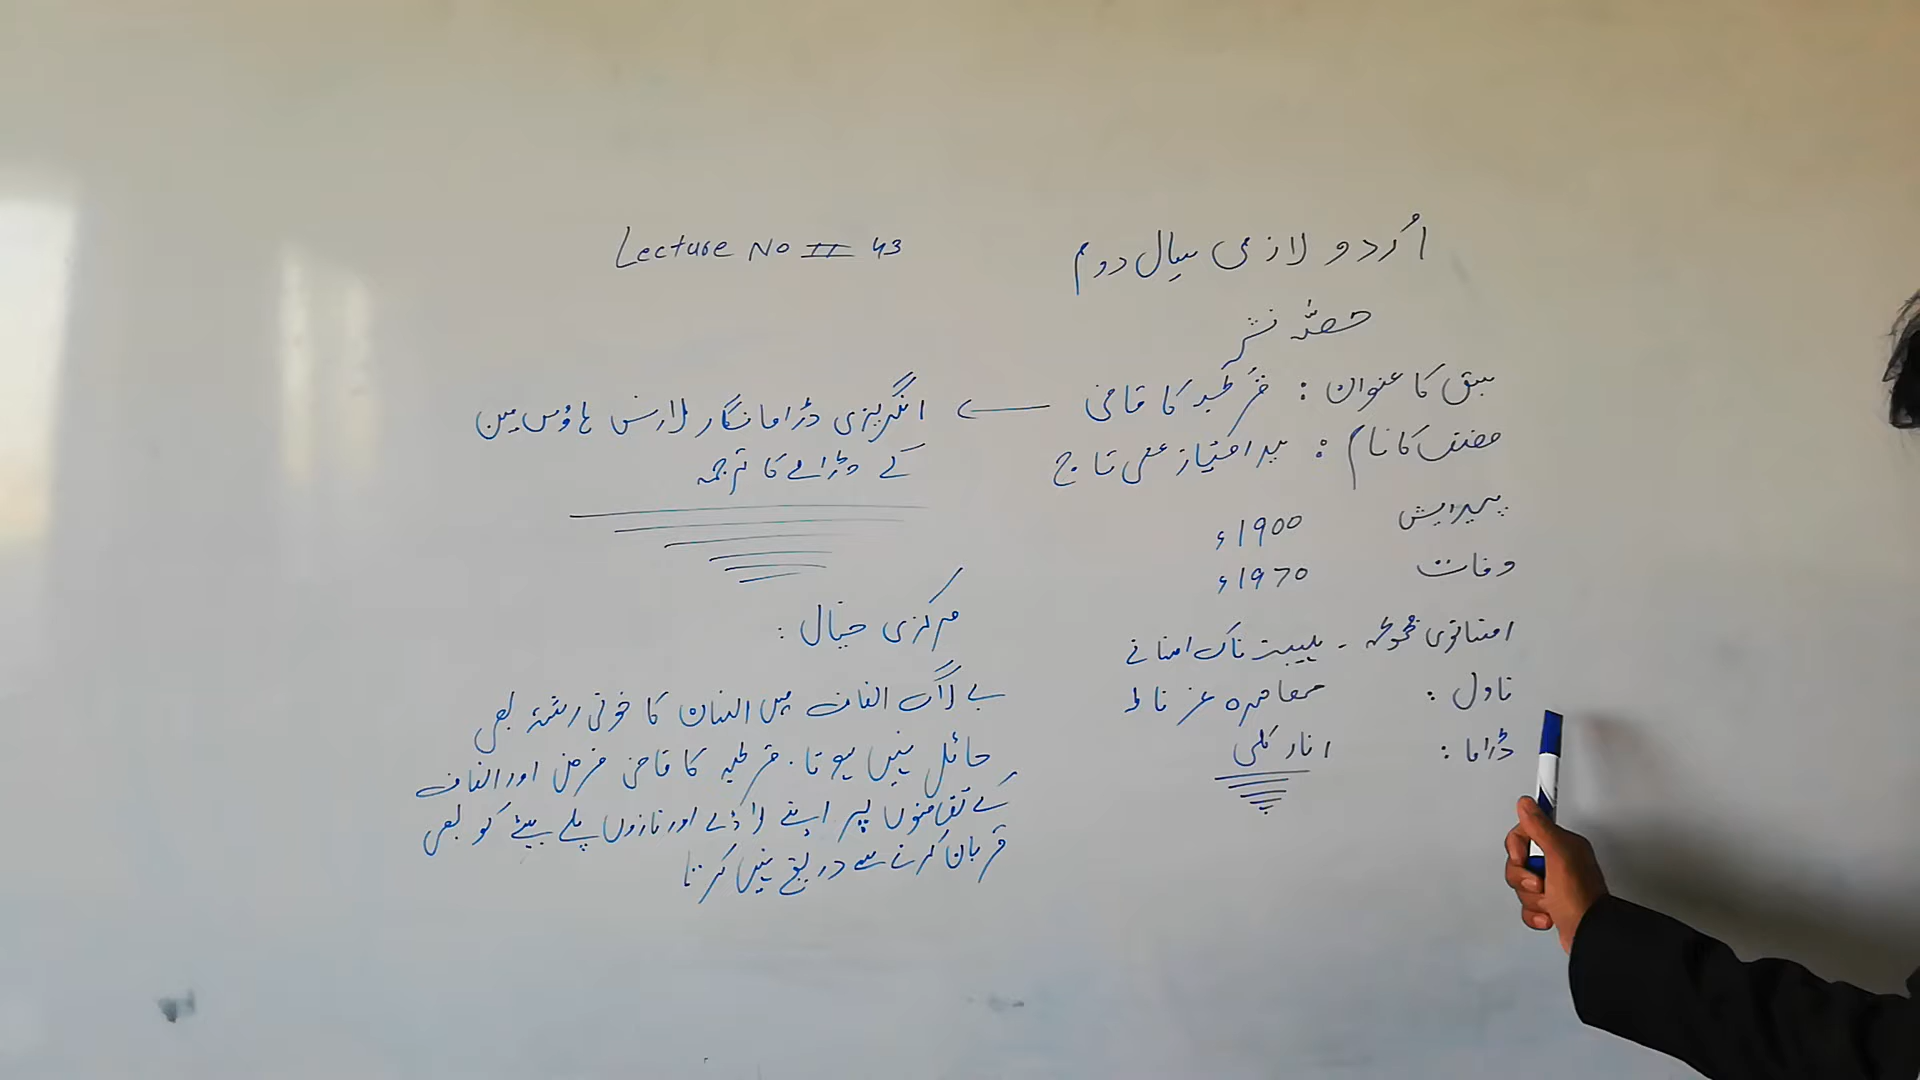 اُردو لازمی سال دوم
Lecture No II 43
حصّہ نثر
سبق کا عنوان : قرطبہ کا قاضی ← انگریزی ڈراما نگار لارنس ہاؤس مین
کے ڈرامے کا ترجمہ
مصنف کا نام : سید امتیاز علی تاج
پیدایش 1900ء
وفات 1970ء
افسانوی مجموعہ - ہیبت ناک افسانے
ناول : محاصرہ غرناطہ
ڈراما : انار کلی
مرکزی خیال :
بے لاگ انصاف میں انسان کا خونی رشتہ بھی
حائل نہیں ہوتا . قرطبہ کا قاضی فرض اور انصاف
کے تقاضوں پر اپنے لاڈلے اور نازوں پلے بیٹے کو بھی
قربان کرنے سے دریغ نہیں کرتا